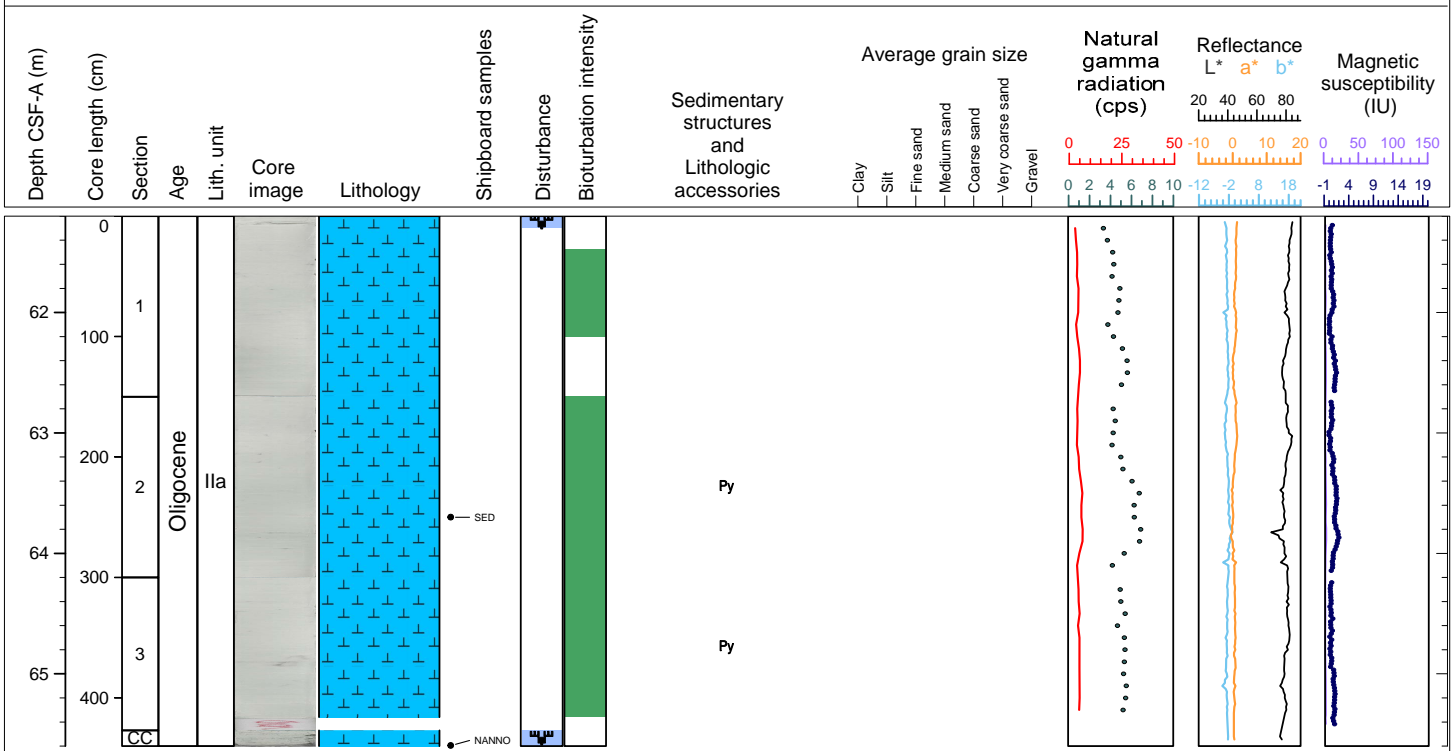 Depth CSF-A (m)
Core length (cm)
Section
Age
Lith. unit
Core
image
Lithology
Shipboard samples
Disturbance
Bioturbation intensity
Sedimentary
structures
and
Lithologic
accessories
Average grain size
Clay
Silt
Fine sand
Medium sand
Coarse sand
Very coarse sand
Gravel
Natural
gamma
radiation
(cps)
0 25 50
0 2 4 6 8 10
Reflectance
L* a* b*
20 40 60 80
-10 0 10 20
-12 -2 8 18
Magnetic
susceptibility
(IU)
0 50 100 150
-1 4 9 14 19
0
1
62
100
63
Oligocene
200
IIa
2
Py
SED
64
300
Py
3
65
400
CC
NANNO